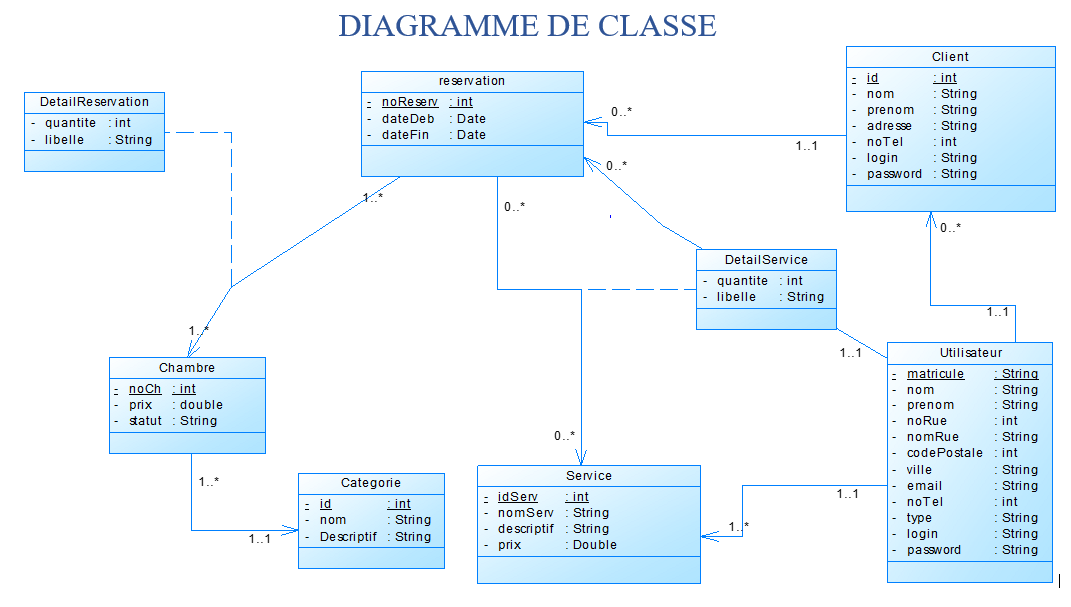 DIAGRAMME DE CLASSE
Client
- id : int
- nom : String
- prenom : String
- adresse : String
- noTel : int
- login : String
- password : String
reservation
- noReserv : int
- dateDeb : Date
- dateFin : Date
DetailReservation
- quantite : int
- libelle : String
0..*
1..1
0..*
1..*
0..*
0..*
DetailService
- quantite : int
- libelle : String
1..1
1..*
1..1
Chambre
- noCh : int
- prix : double
- statut : String
Utilisateur
- matricule : String
- nom : String
- prenom : String
- noRue : int
- nomRue : String
- codePostale : int
- ville : String
- email : String
- noTel : int
- type : String
- login : String
- password : String
0..*
1..*
Categorie
- id : int
- nom : String
- Descriptif : String
1..1
Service
- idServ : int
- nomServ : String
- descriptif : String
- prix : Double
1..1
1..*